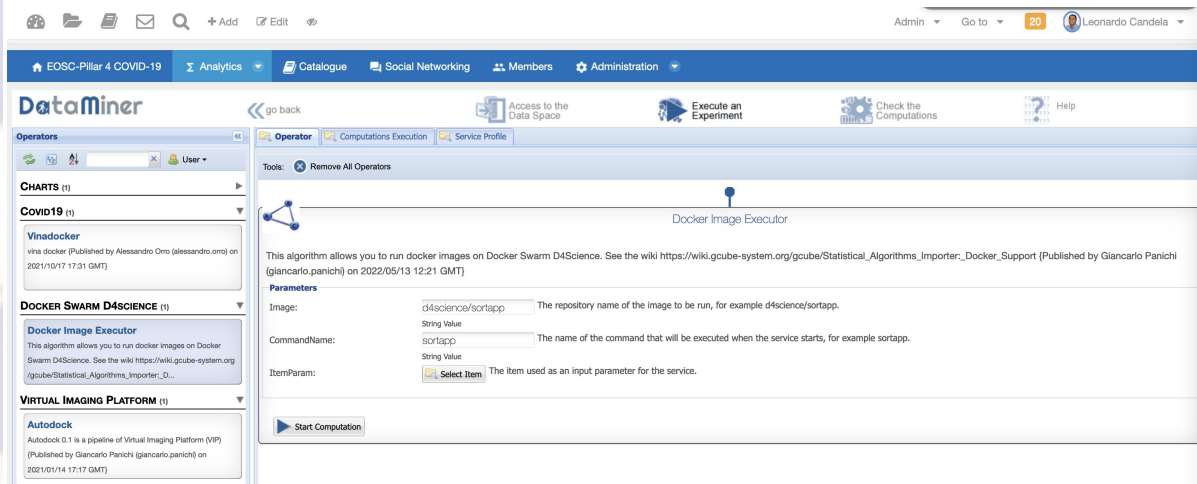 + Add Edit Admin Go to 20 Leonardo Candela
EOSC-Pillar 4 COVID-19 Σ Analytics Catalogue Social Networking Members Administration
DataMiner go back Access to the Data Space Execute an Experiment Check the Computations Help
Operators
User
CHARTS (1)
COVID19 (1)
Vinadocker
vina docker {Published by Alessandro Orro (alessandro.orro) on
2021/10/17 17:31 GMT}
DOCKER SWARM D4SCIENCE (1)
Docker Image Executor
This algorithm allows you to run docker images on Docker
Swarm D4Science. See the wiki https://wiki.gcube-system.org
/gcube/Statistical_Algorithms_Importer:_D...
VIRTUAL IMAGING PLATFORM (1)
Autodock
Autodock 0.1 is a pipeline of Virtual Imaging Platform (VIP)
{Published by Giancarlo Panichi (giancarlo.panichi) on
2021/01/14 17:17 GMT}
Operator Computations Execution Service Profile
Tools: Remove All Operators
Docker Image Executor
This algorithm allows you to run docker images on Docker Swarm D4Science. See the wiki https://wiki.gcube-system.org/gcube/Statistical_Algorithms_Importer:_Docker_Support {Published by Giancarlo Panichi
(giancarlo.panichi) on 2022/05/13 12:21 GMT}
Parameters
Image: d4science/sortapp The repository name of the image to be run, for example d4science/sortapp.
String Value
CommandName: sortapp The name of the command that will be executed when the service starts, for example sortapp.
String Value
ItemParam: Select Item The item used as an input parameter for the service.
Start Computation